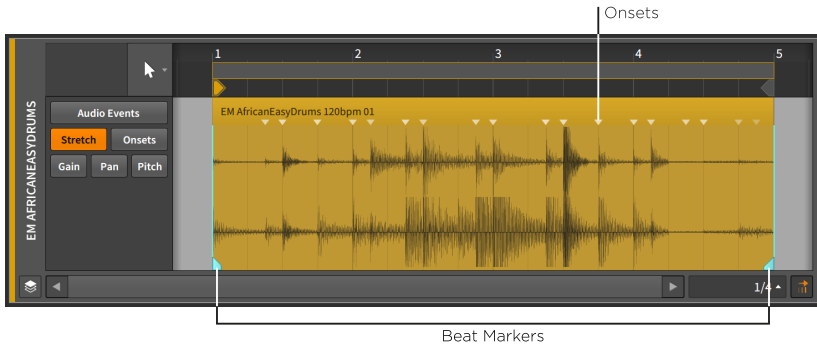 Onsets
1 2 3 4 5
Audio Events
EM AfricanEasyDrums 120bpm 01
Stretch Onsets
Gain Pan Pitch
EM AFRICANEASYDRUMS
1/4
Beat Markers